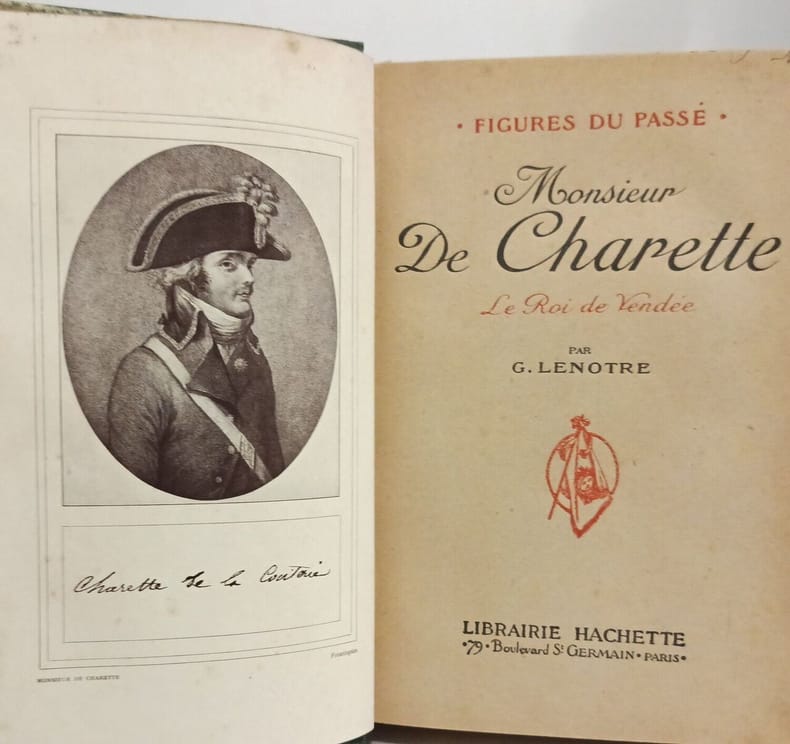 Charette de la Contrie
Frontispice
MONSIEUR DE CHARETTE
• FIGURES DU PASSÉ •
Monsieur
De Charette
Le Roi de Vendée
PAR
G. LENOTRE
LIBRAIRIE HACHETTE
•79• Boulevard St GERMAIN • PARIS •